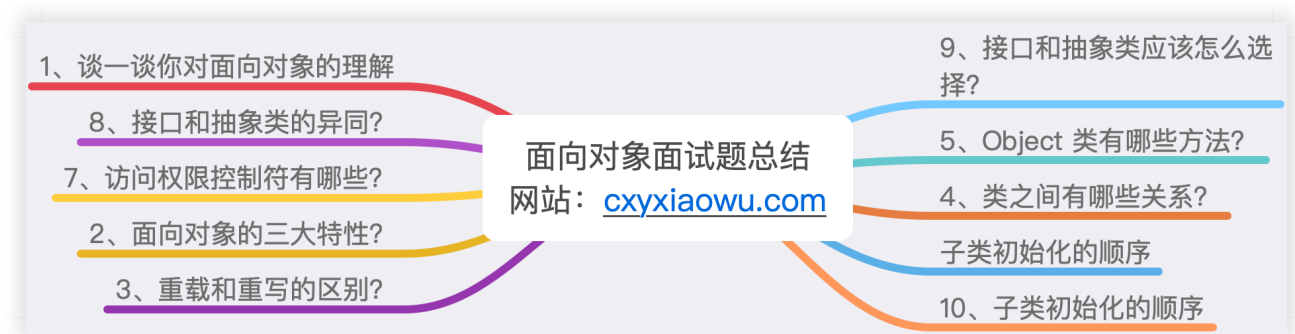 1、谈一谈你对面向对象的理解
8、接口和抽象类的异同?
7、访问权限控制符有哪些?
2、面向对象的三大特性?
3、重载和重写的区别?
面向对象面试题总结
网站：cxyxiaowu.com
9、接口和抽象类应该怎么选
择?
5、Object 类有哪些方法?
4、类之间有哪些关系?
子类初始化的顺序
10、子类初始化的顺序